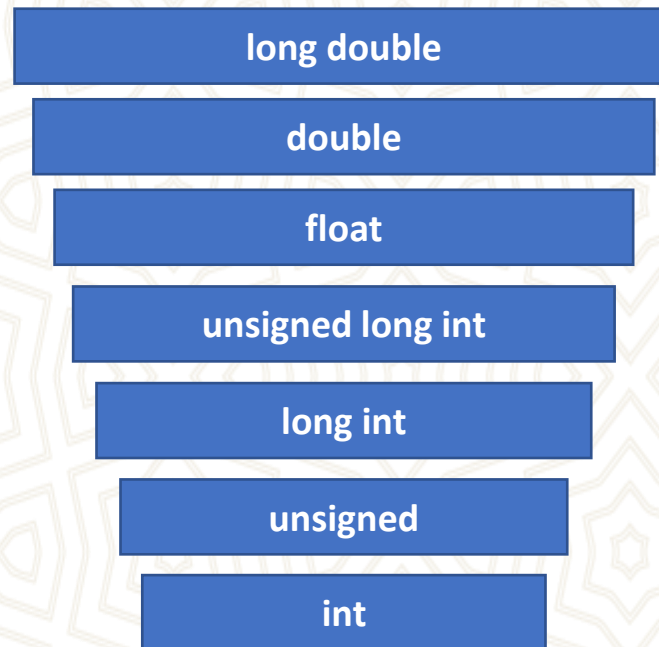 long double
double
float
unsigned long int
long int
unsigned
int